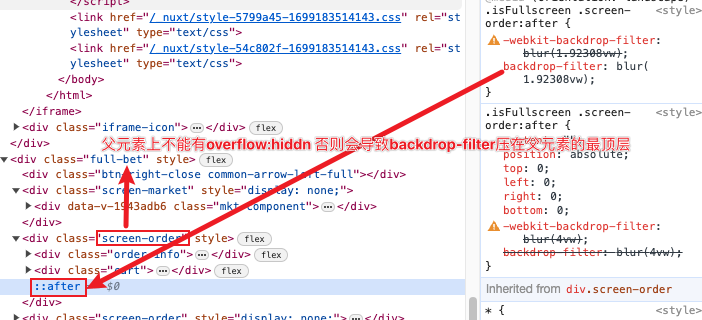 </script>
<link href="/_nuxt/style-5799a45-1699183514143.css" rel="st
ylesheet" type="text/css">
<link href="/_nuxt/style-54c802f-1699183514143.css" rel="st
ylesheet" type="text/css">
</body>
</html>
</iframe>
<div class="iframe-icon"> … </div> flex
父元素上不能有overflow:hiddn 否则会导致backdrop-filter压在父元素的最顶层
<div class="full-bet" style> flex
<div class="btn-right-close common-arrow-left-full"></div>
<div class="screen-market" style="display: none;">
<div data-v-1943adb6 class="mkt-component"> … </div>
</div>
<div class="screen-order" style> flex
<div class="order-info"> … </div> flex
<div class="cart"> … </div> flex
::after == $0
</div>
<div class="screen-order" style="display: none;"> … </div>
.isFullscreen .screen-
<style>
order:after {
-webkit-backdrop-filter:
blur(1.92308vw);
backdrop-filter: blur(
1.92308vw);
}
.isFullscreen .screen-
<style>
order:after {
position: absolute;
top: 0;
left: 0;
right: 0;
bottom: 0;
-webkit-backdrop-filter:
blur(4vw);
backdrop-filter: blur(4vw);
}
Inherited from div.screen-order
* {
<style>